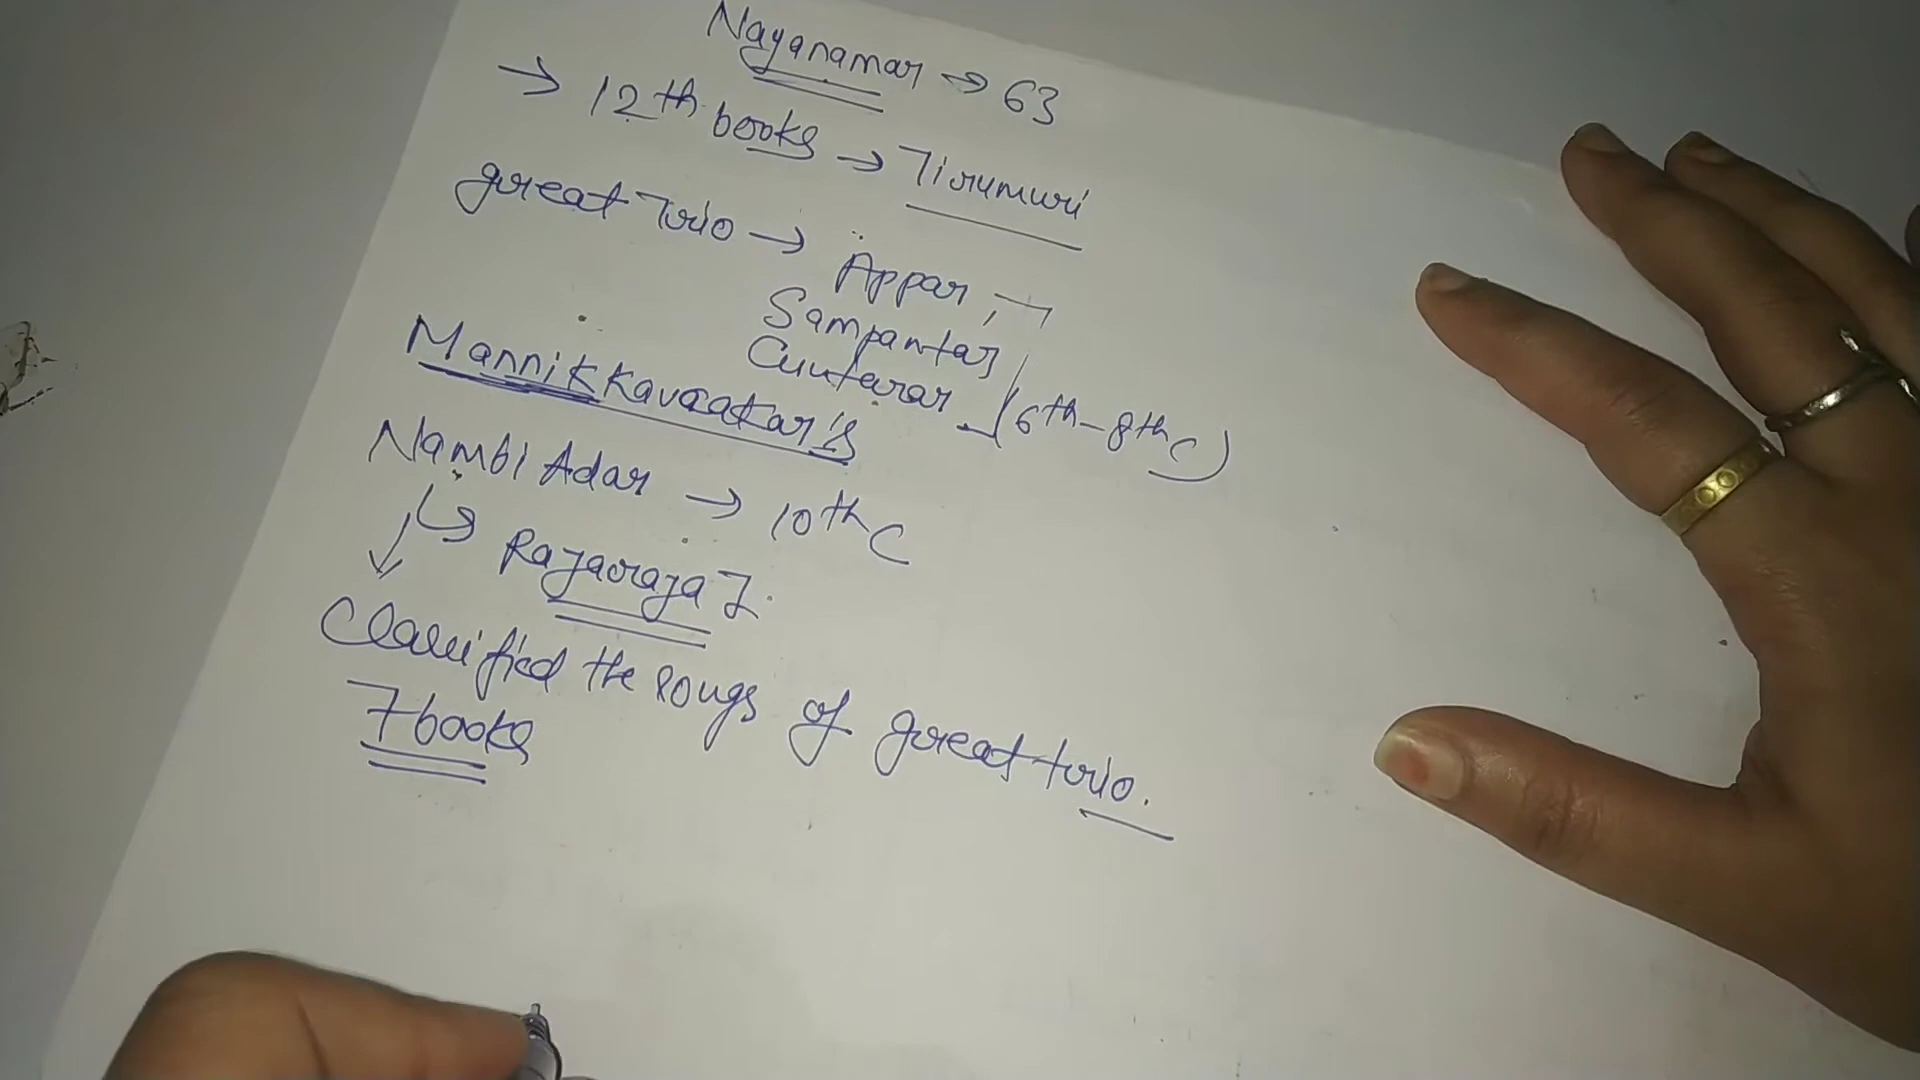 Nayanamar → 63
→ 12th books → Tirumuri
great Trio → Appar,
Sampantar
Cuntarar (6th-8th C)
Mannikkavaakar's
Nambi Adar → 10th C
↳ Rajaraja I.
Classified the songs of great trio.
7 books